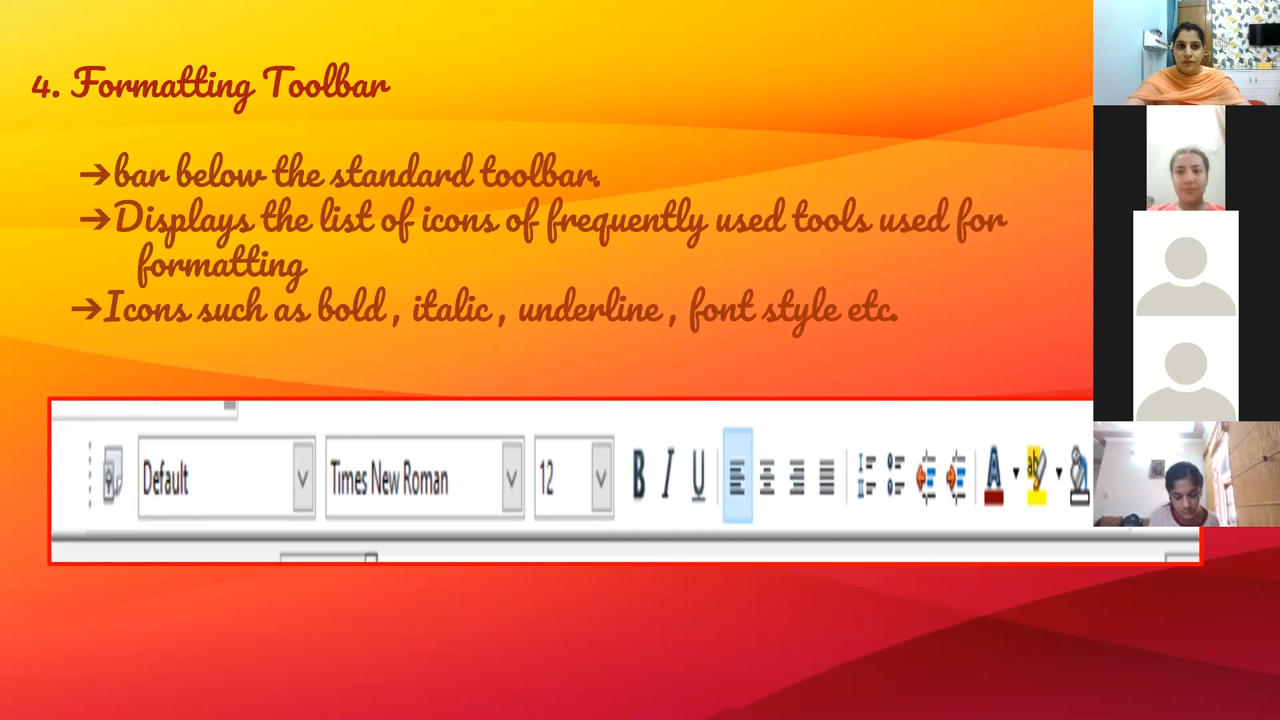 4. Formatting Toolbar
➔bar below the standard toolbar.
➔Displays the list of icons of frequently used tools used for
formatting
➔Icons such as bold , italic , underline , font style etc.
Default Times New Roman 12 B I U A ab